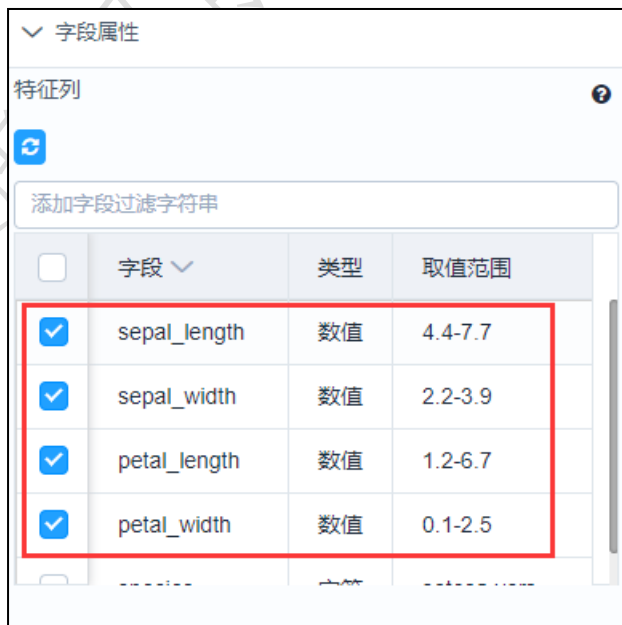 字段属性
特征列
添加字段过滤字符串
字段 类型 取值范围
sepal_length 数值 4.4-7.7
sepal_width 数值 2.2-3.9
petal_length 数值 1.2-6.7
petal_width 数值 0.1-2.5